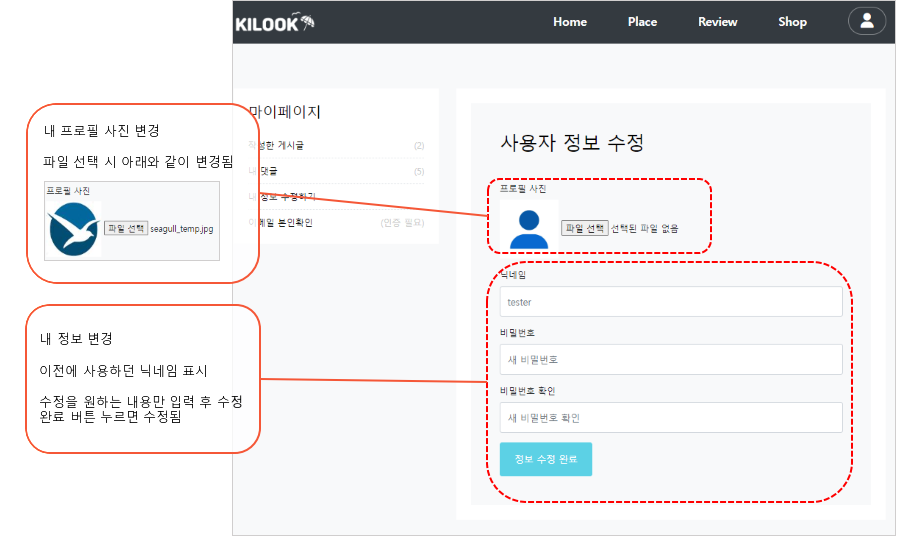 KILOOK
Home Place Review Shop
마이페이지
작성한 게시글 (2)
내 댓글 (5)
내 정보 수정하기
이메일 본인확인 (인증 필요)
내 프로필 사진 변경
파일 선택 시 아래와 같이 변경됨
프로필 사진
파일 선택 seagull_temp.jpg
내 정보 변경
이전에 사용하던 닉네임 표시
수정을 원하는 내용만 입력 후 수정
완료 버튼 누르면 수정됨
사용자 정보 수정
프로필 사진
파일 선택 선택된 파일 없음
닉네임
tester
비밀번호
새 비밀번호
비밀번호 확인
새 비밀번호 확인
정보 수정 완료